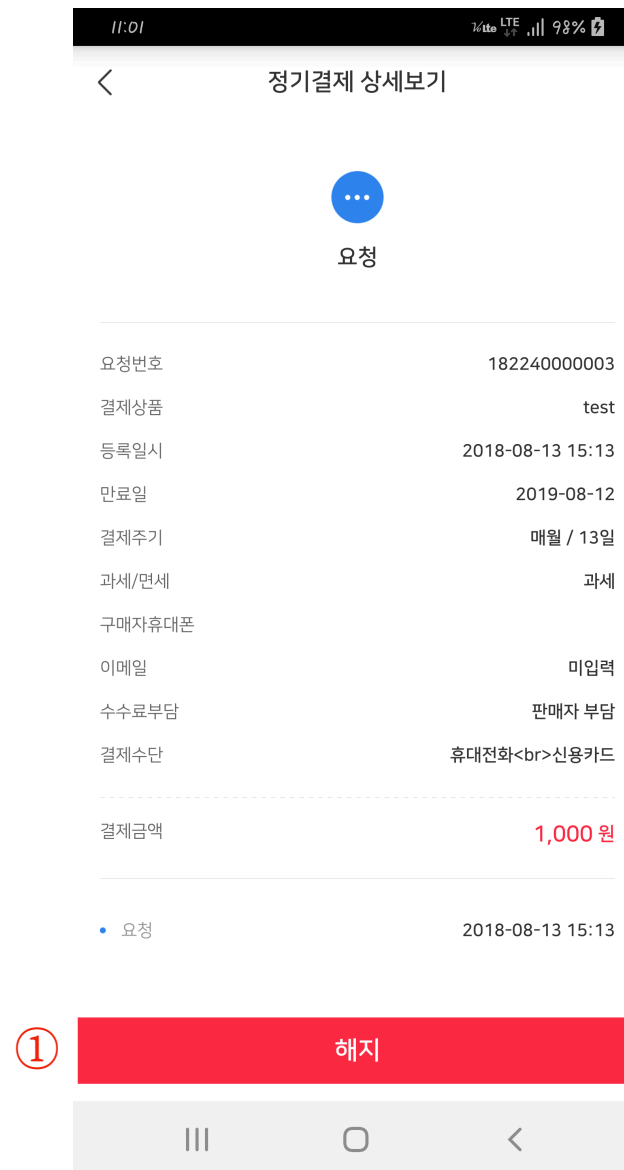 11:01 VoLTE LTE 98%
정기결제 상세보기
요청
요청번호 182240000003
결제상품 test
등록일시 2018-08-13 15:13
만료일 2019-08-12
결제주기 매월 / 13일
과세/면세 과세
구매자휴대폰
이메일 미입력
수수료부담 판매자 부담
결제수단 휴대전화<br>신용카드
결제금액 1,000 원
요청 2018-08-13 15:13
① 해지